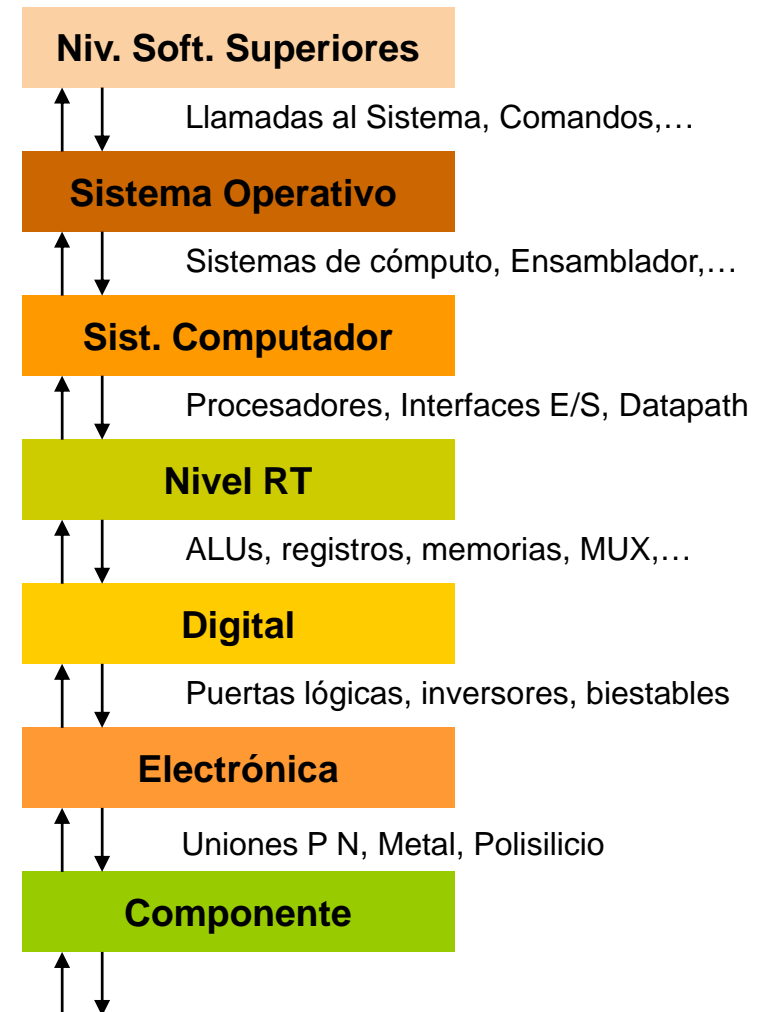 Niv. Soft. Superiores
Llamadas al Sistema, Comandos,…
Sistema Operativo
Sistemas de cómputo, Ensamblador,…
Sist. Computador
Procesadores, Interfaces E/S, Datapath
Nivel RT
ALUs, registros, memorias, MUX,…
Digital
Puertas lógicas, inversores, biestables
Electrónica
Uniones P N, Metal, Polisilicio
Componente